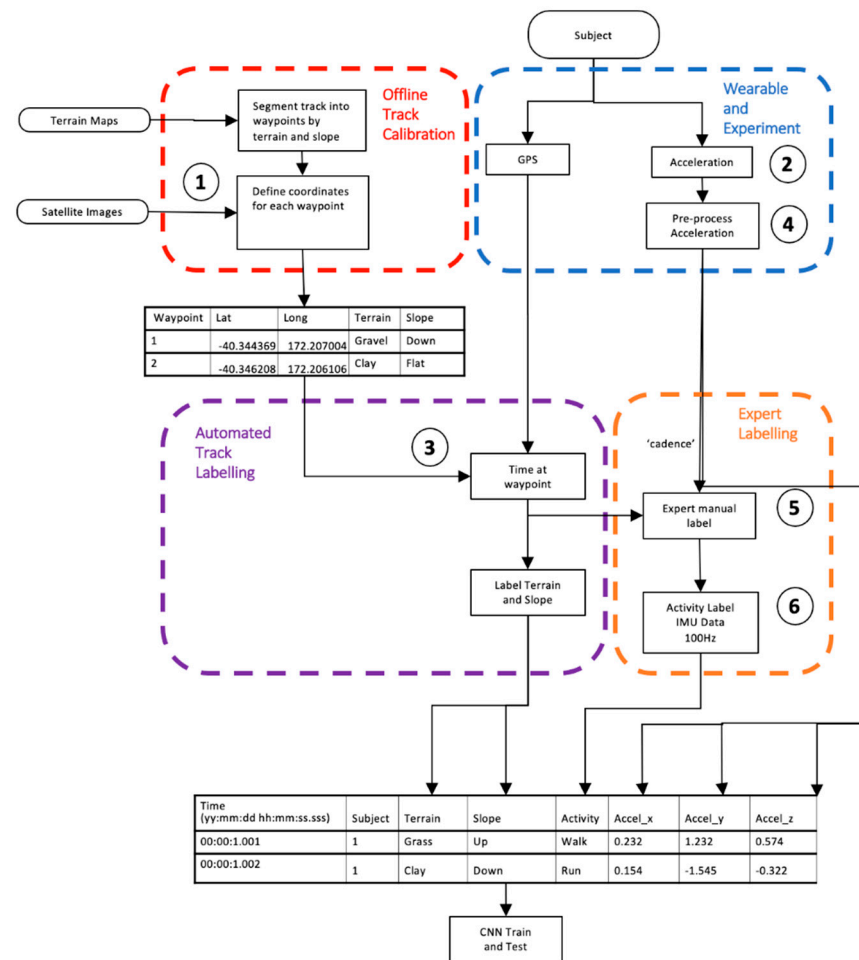 Subject
Offline
Track
Calibration
Wearable
and
Experiment
Terrain Maps
Segment track into
waypoints by
terrain and slope
GPS
Acceleration
2
1
Satellite Images
Define coordinates
for each waypoint
Pre-process
Acceleration
4
Waypoint Lat Long Terrain Slope
1 -40.344369 172.207004 Gravel Down
2 -40.346208 172.206106 Clay Flat
Automated
Track
Labelling
3
Time at
waypoint
Expert
Labelling
'cadence'
Expert manual
label
5
Label Terrain
and Slope
Activity Label
IMU Data
100Hz
6
Time
(yy:mm:dd hh:mm:ss.sss) Subject Terrain Slope Activity Accel_x Accel_y Accel_z
00:00:1.001 1 Grass Up Walk 0.232 1.232 0.574
00:00:1.002 1 Clay Down Run 0.154 -1.545 -0.322
CNN Train
and Test